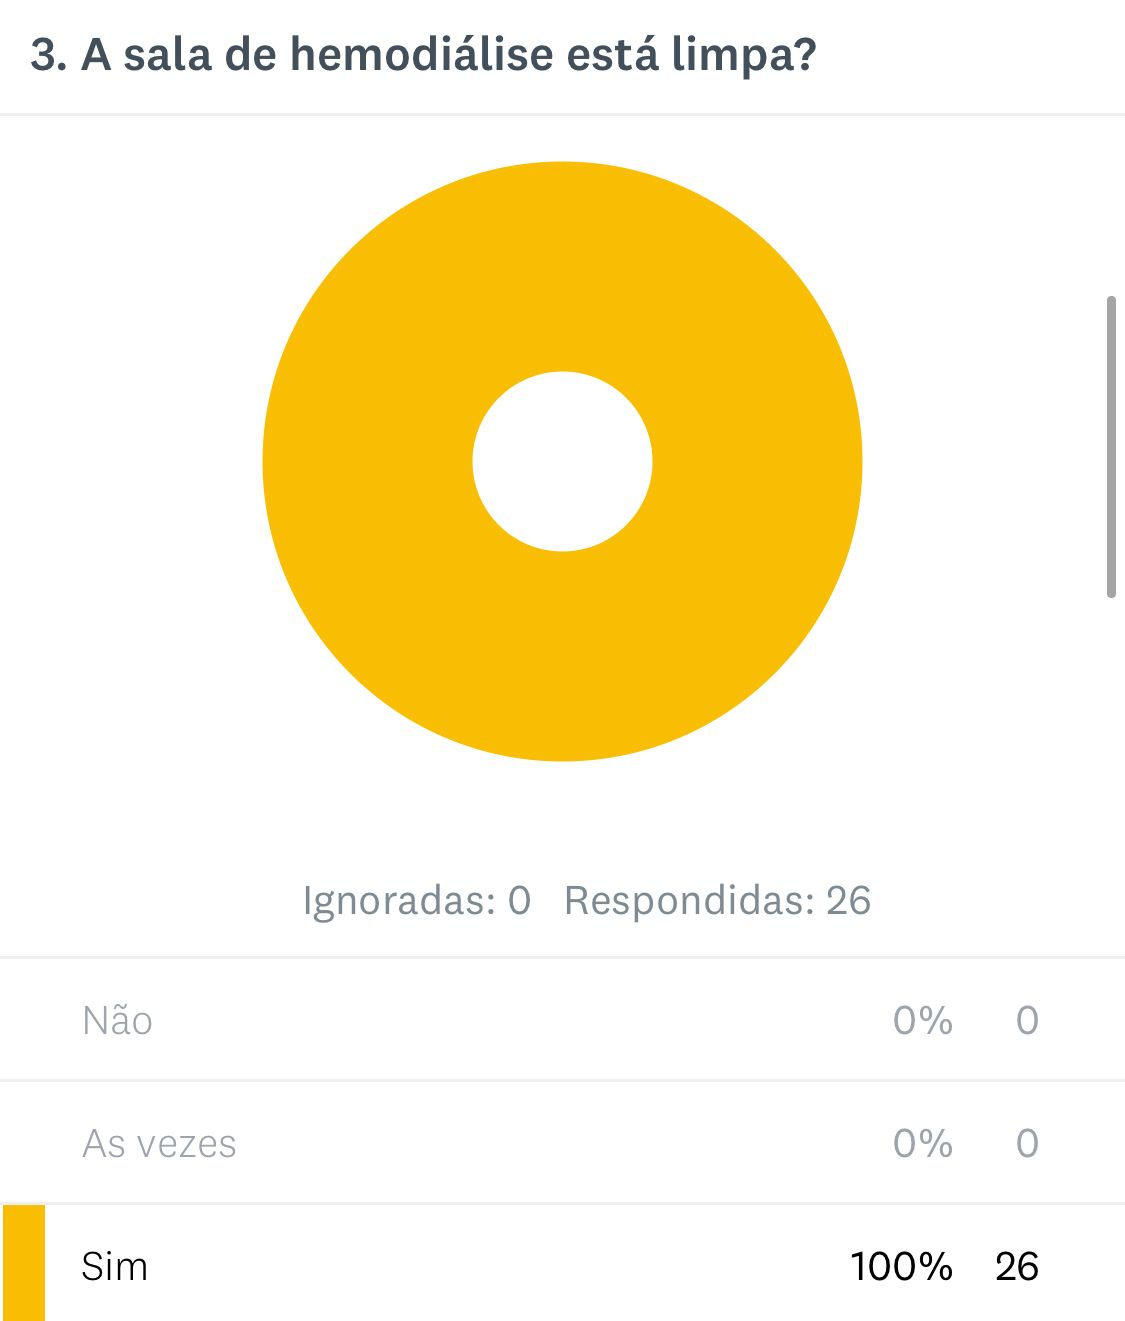 3. A sala de hemodiálise está limpa?
Ignoradas: 0 Respondidas: 26
Não 0% 0
As vezes 0% 0
Sim 100% 26